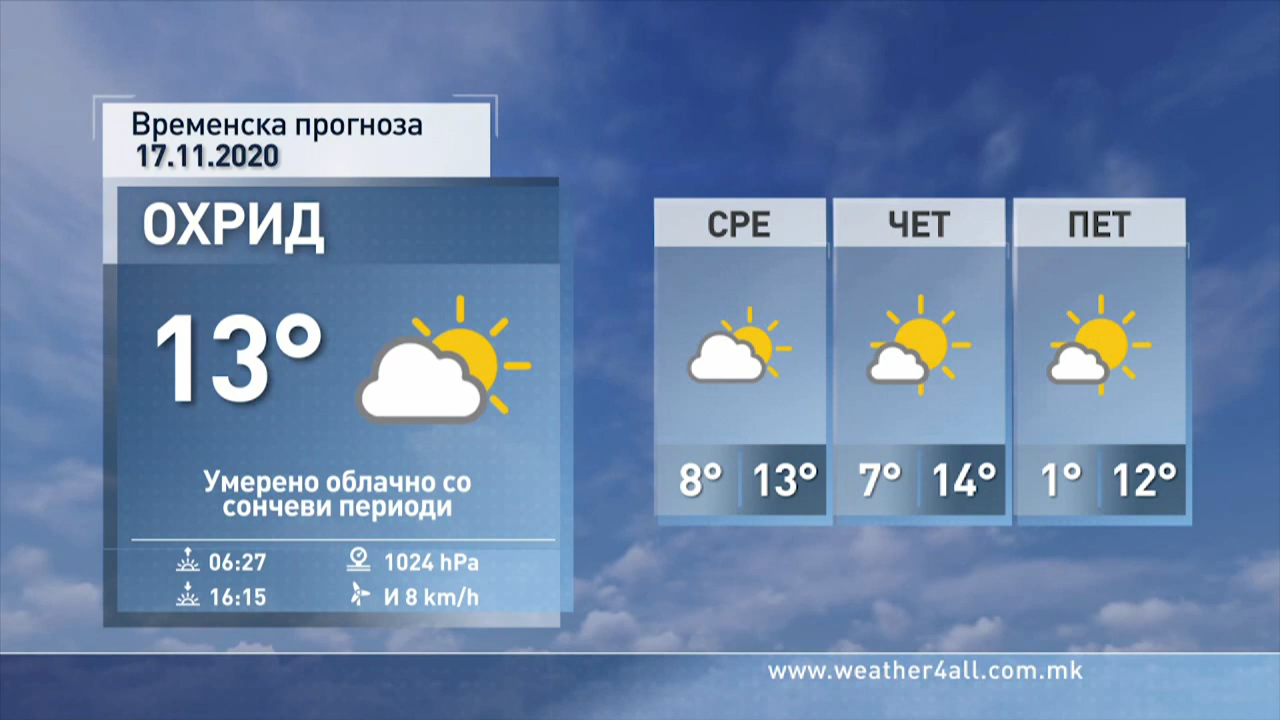 Временска прогноза
17.11.2020
ОХРИД
13°
Умерено облачно со
сончеви периоди
06:27 1024 hPa
16:15 И 8 km/h
СРЕ ЧЕТ ПЕТ
8° 13° 7° 14° 1° 12°
www.weather4all.com.mk